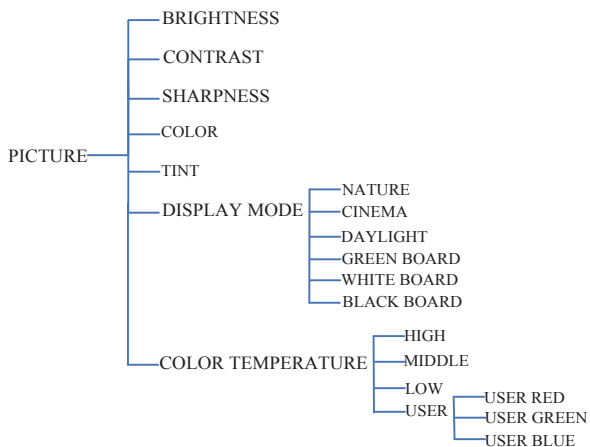 BRIGHTNESS
CONTRAST
SHARPNESS
COLOR
PICTURE
TINT
DISPLAY MODE
NATURE
CINEMA
DAYLIGHT
GREEN BOARD
WHITE BOARD
BLACK BOARD
COLOR TEMPERATURE
HIGH
MIDDLE
LOW
USER
USER RED
USER GREEN
USER BLUE